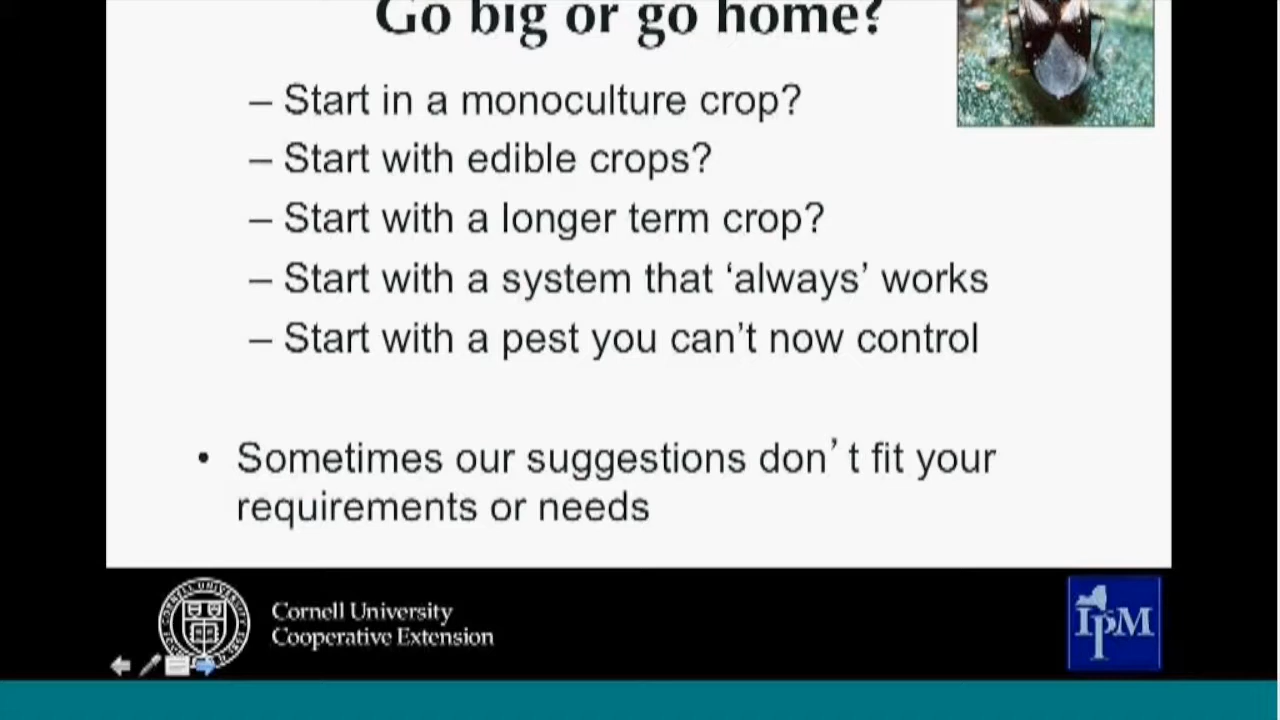 Go big or go home?
– Start in a monoculture crop?
– Start with edible crops?
– Start with a longer term crop?
– Start with a system that ‘always’ works
– Start with a pest you can’t now control
• Sometimes our suggestions don’t fit your
requirements or needs
Cornell University
Cooperative Extension
IPM